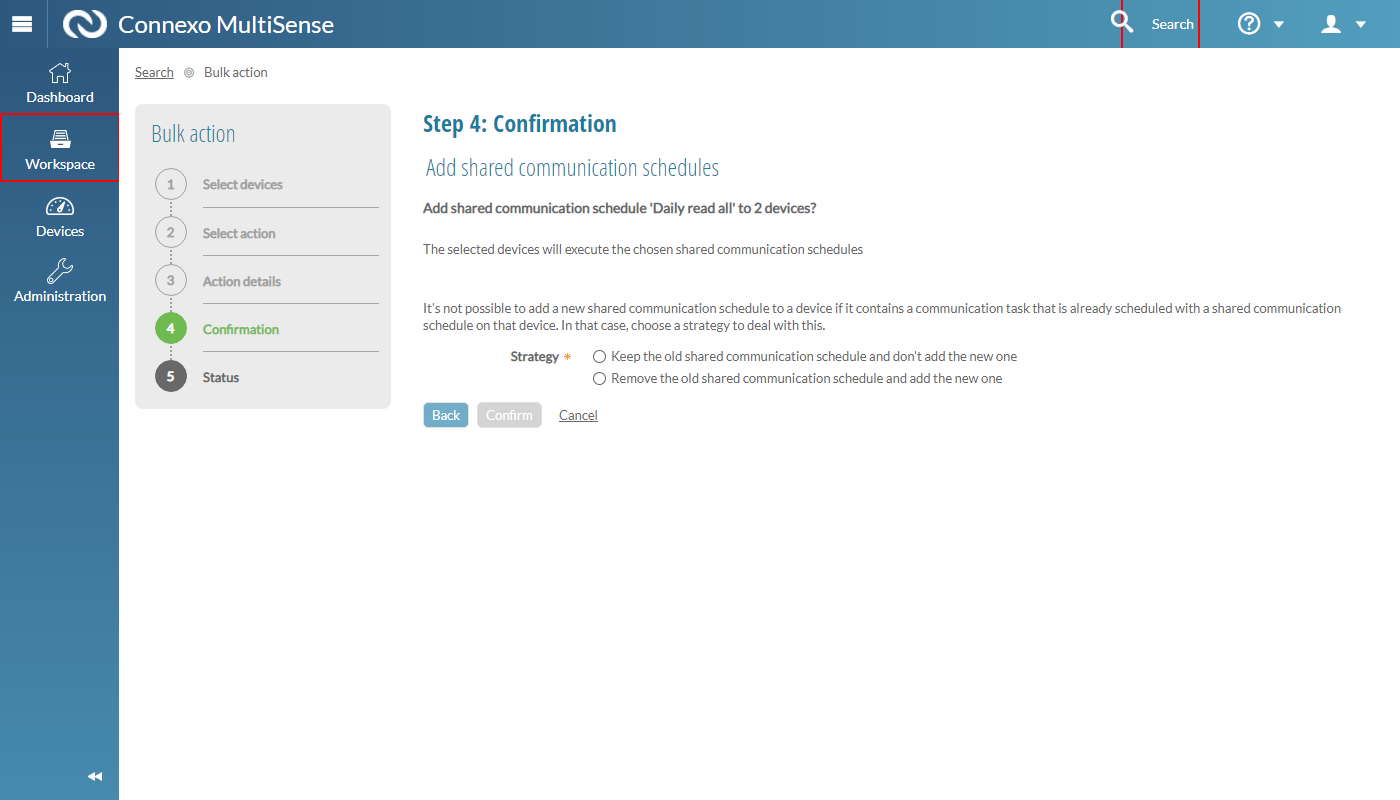 Connexo MultiSense
Search
Dashboard
Workspace
Devices
Administration
Search Bulk action
Bulk action
1 Select devices
2 Select action
3 Action details
4 Confirmation
5 Status
Step 4: Confirmation
Add shared communication schedules
Add shared communication schedule 'Daily read all' to 2 devices?
The selected devices will execute the chosen shared communication schedules
It's not possible to add a new shared communication schedule to a device if it contains a communication task that is already scheduled with a shared communication
schedule on that device. In that case, choose a strategy to deal with this.
Strategy * Keep the old shared communication schedule and don't add the new one
Remove the old shared communication schedule and add the new one
Back Confirm Cancel